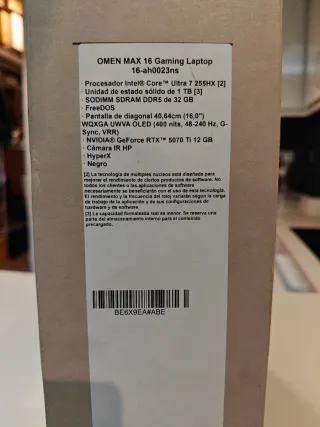 OMEN MAX 16 Gaming Laptop
16-ah0023ns
· Procesador Intel® Core™ Ultra 7 255HX [2]
· Unidad de estado sólido de 1 TB [3]
· SODIMM SDRAM DDR5 de 32 GB
· FreeDOS
· Pantalla de diagonal 40,64cm (16,0")
WQXGA UWVA OLED (400 nits, 48-240 Hz, G-
Sync, VRR)
· NVIDIA® GeForce RTX™ 5070 Ti 12 GB
· Cámara IR HP
· HyperX
· Negro
[2] La tecnología de múltiples núcleos está diseñada para
mejorar el rendimiento de ciertos productos de software. No
todos los clientes o las aplicaciones de software
necesariamente se benefician con el uso de esta tecnología.
El rendimiento y la frecuencia del reloj variarán según la carga
de trabajo de la aplicación y de sus configuraciones de
hardware y de software.
[3] La capacidad formateada real es menor. Se reserva una
parte del almacenamiento interno para el contenido
precargado.
BE6X9EA#ABE